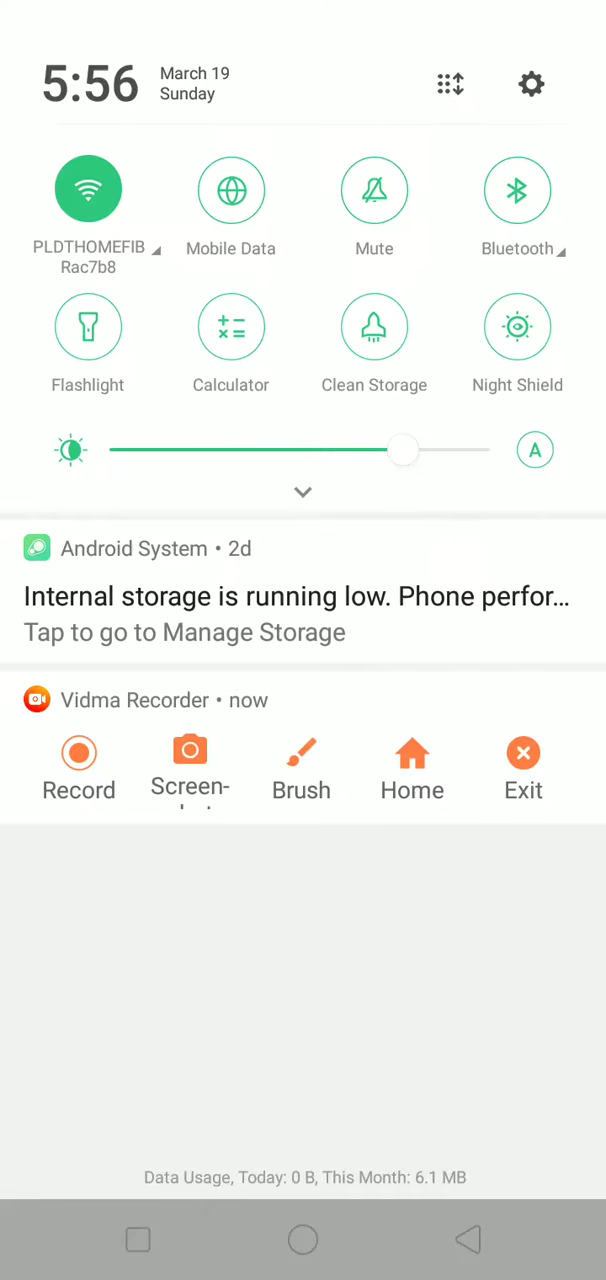 5:56
March 19
Sunday
PLDTHOMEFIB
Rac7b8
Mobile Data
Mute
Bluetooth
Flashlight
Calculator
Clean Storage
Night Shield
A
Android System • 2d
Internal storage is running low. Phone perfor...
Tap to go to Manage Storage
Vidma Recorder • now
Record
Screen-
Brush
Home
Exit
Data Usage, Today: 0 B, This Month: 6.1 MB